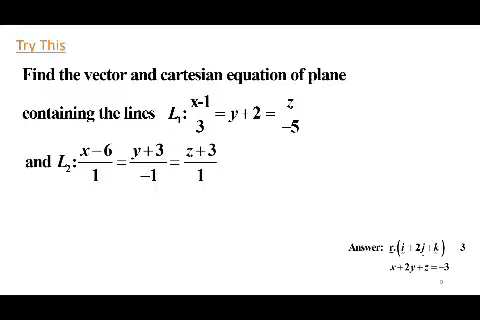 Try This
Find the vector and cartesian equation of plane
containing the lines L₁: x-1/3 = y + 2 = z/−5
and L₂: x−6/1 = y+3/−1 = z+3/1
Answer: r.(i + 2j + k) 3
x + 2y + z = −3